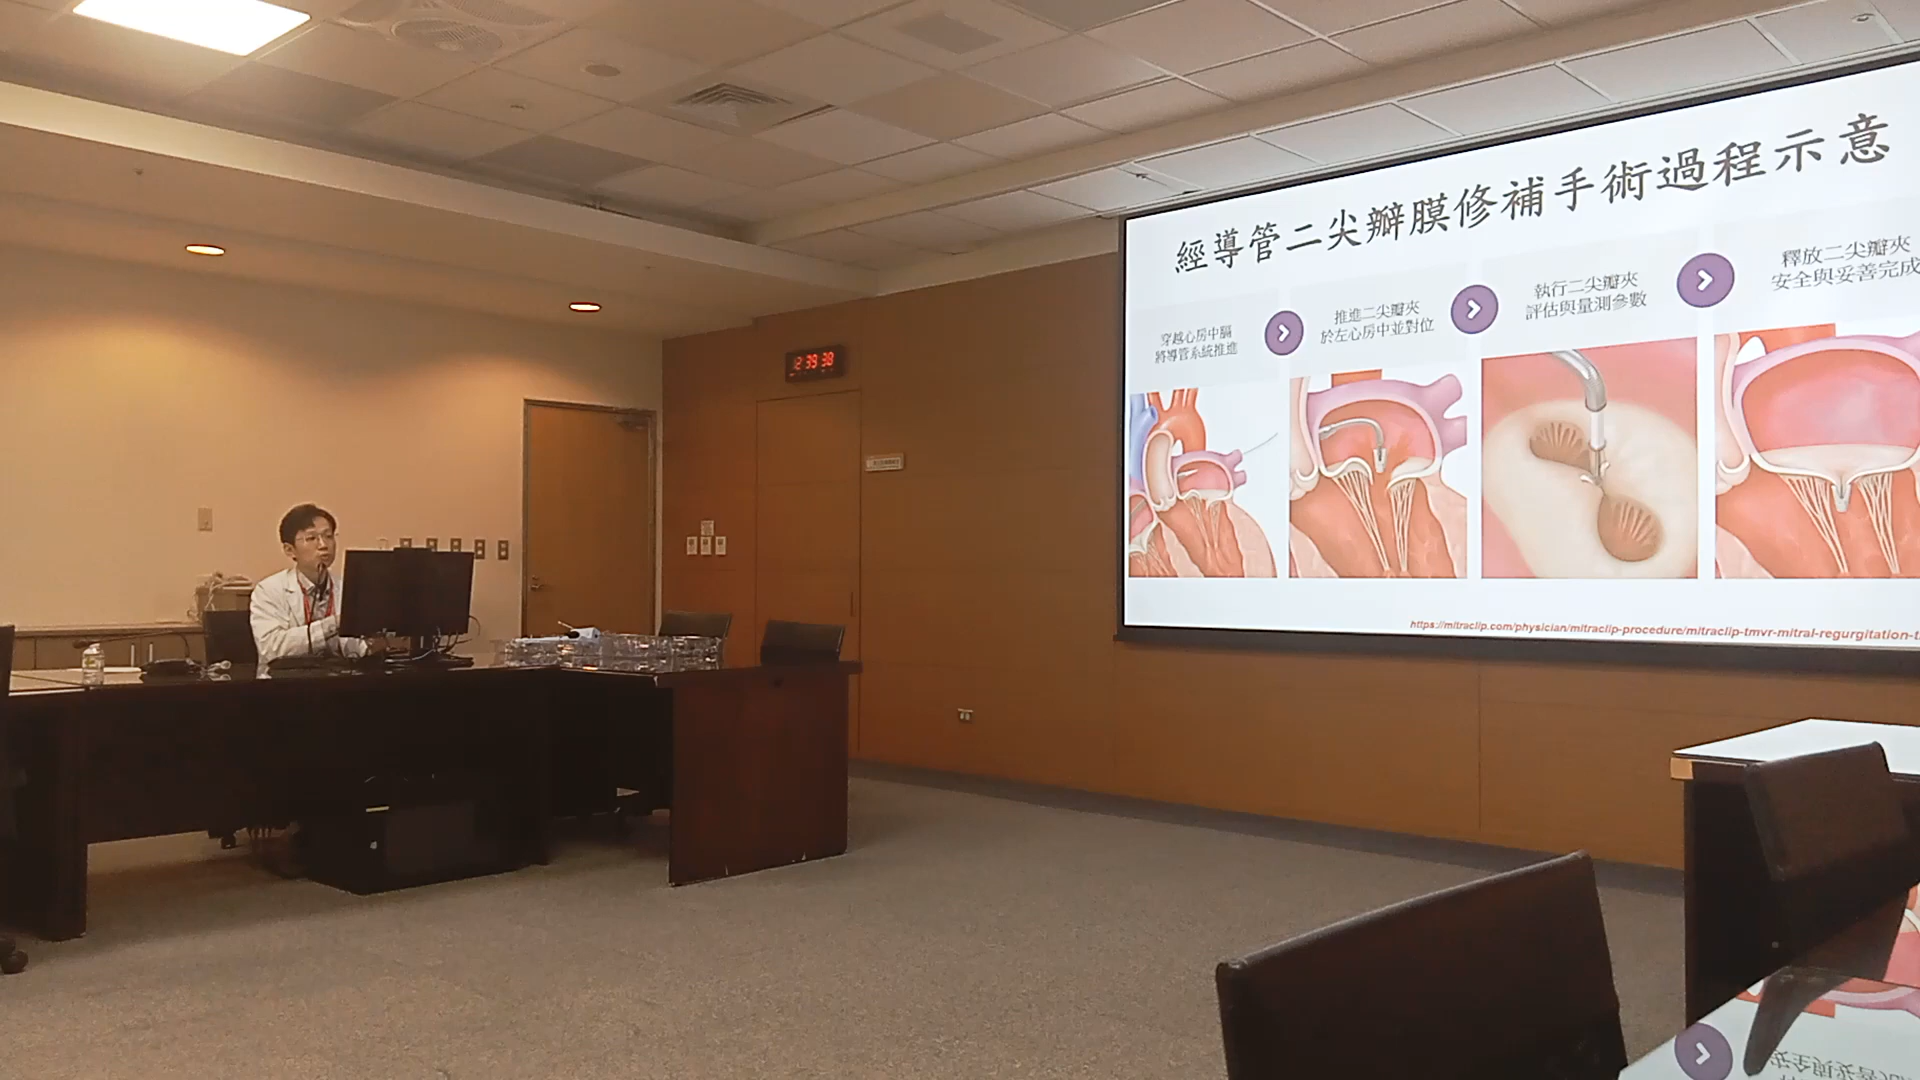 經導管二尖瓣膜修補手術過程示意
穿越心房中膈
將導管系統推進
推進二尖瓣夾
於左心房中並對位
執行二尖瓣夾
評估與量測參數
釋放二尖瓣夾
安全與妥善完成
https://mitraclip.com/physician/mitraclip-procedure/mitraclip-tmvr-mitral-regurgitation-t
12 39 38